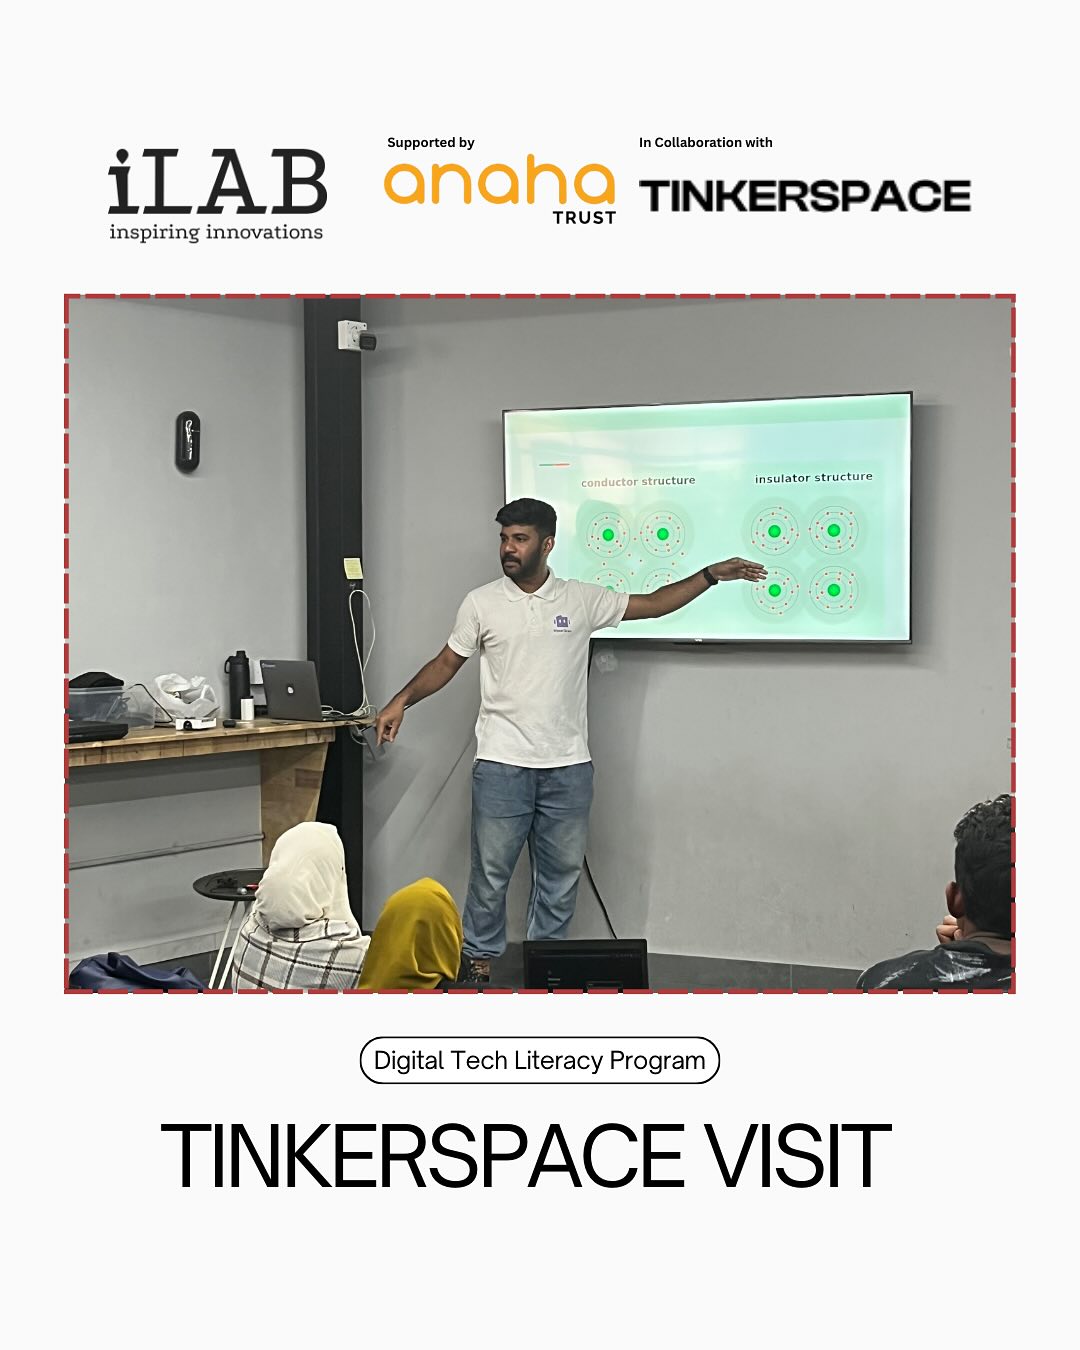 iLAB
inspiring innovations
Supported by
anaha
TRUST
In Collaboration with
TINKERSPACE
conductor structure
insulator structure
Digital Tech Literacy Program
TINKERSPACE VISIT